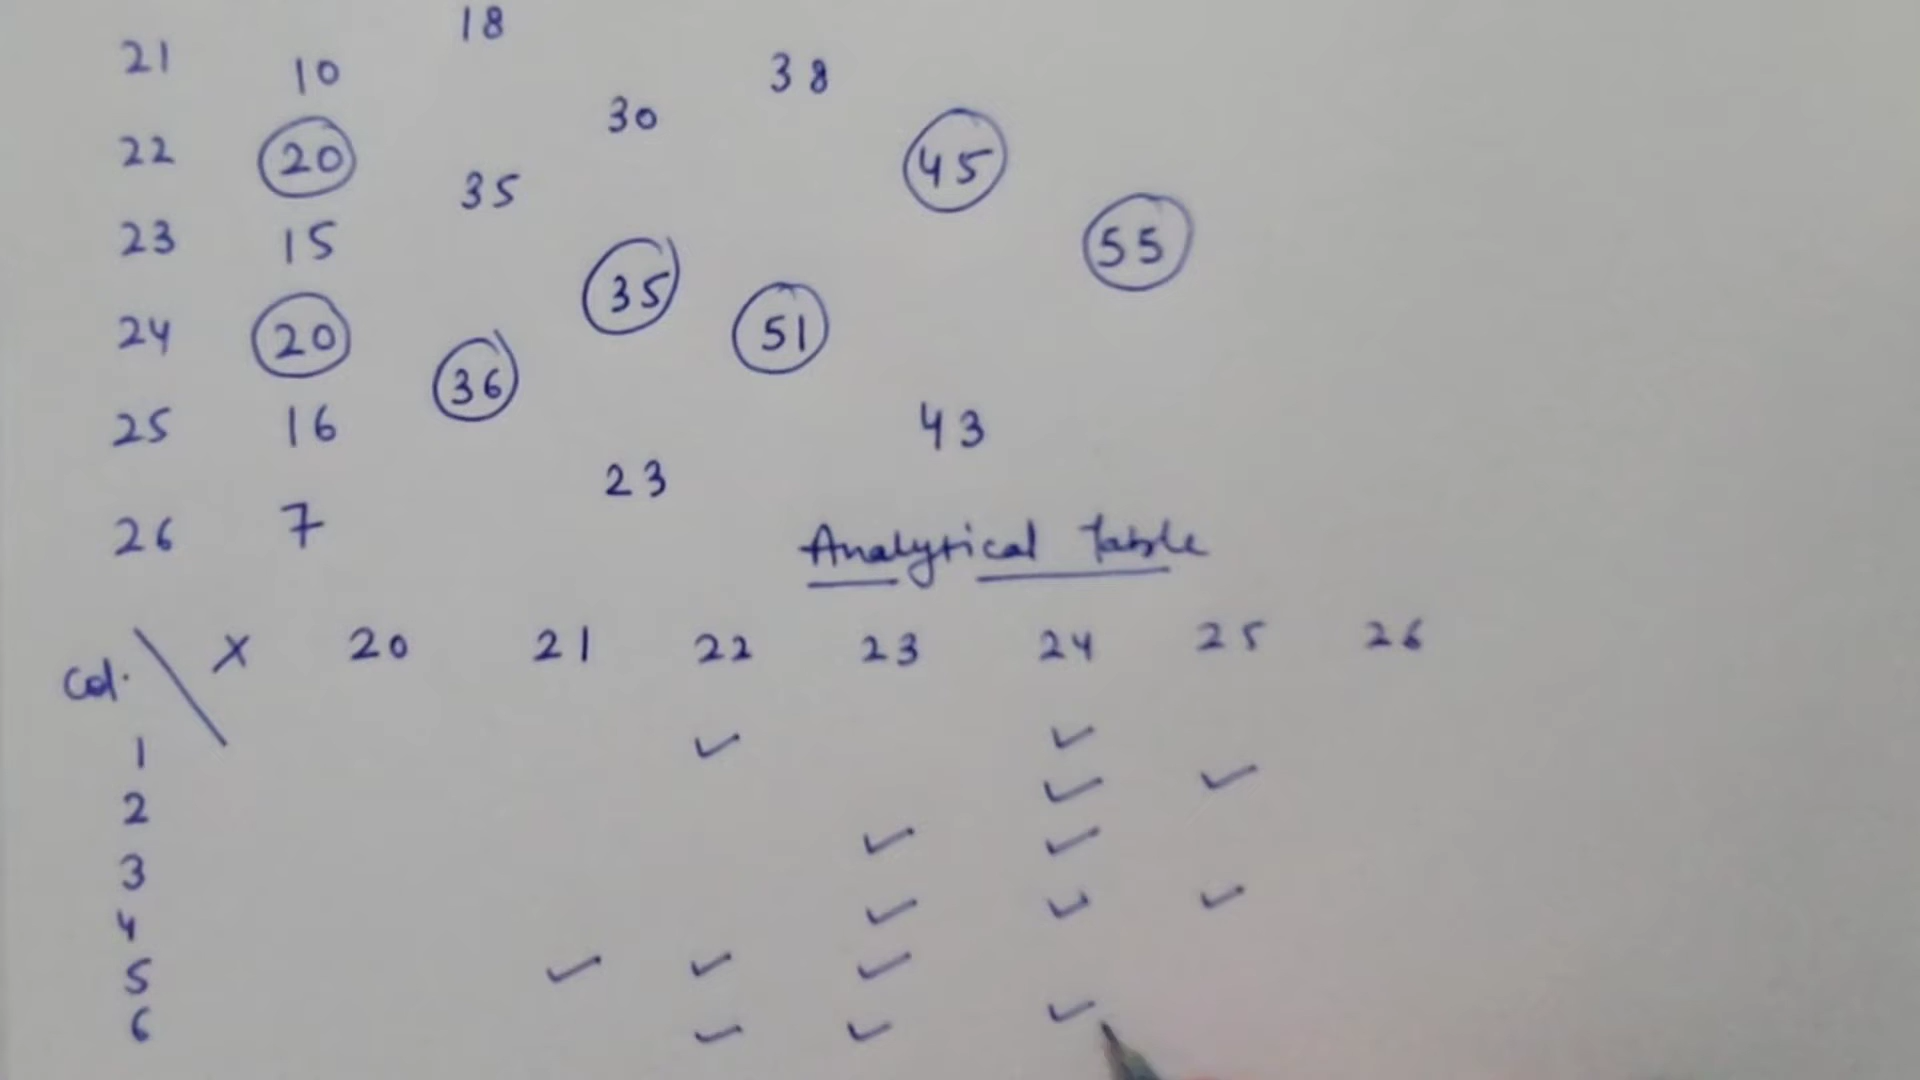 18
21 10 38
30
22 20 45
35
23 15 55
35
24 20 51
36
25 16 43
23
26 7
Analytical Table
Col. X 20 21 22 23 24 25 26
1 ✓ ✓
2 ✓ ✓
3 ✓ ✓
4 ✓ ✓ ✓
5 ✓ ✓ ✓
6 ✓ ✓ ✓